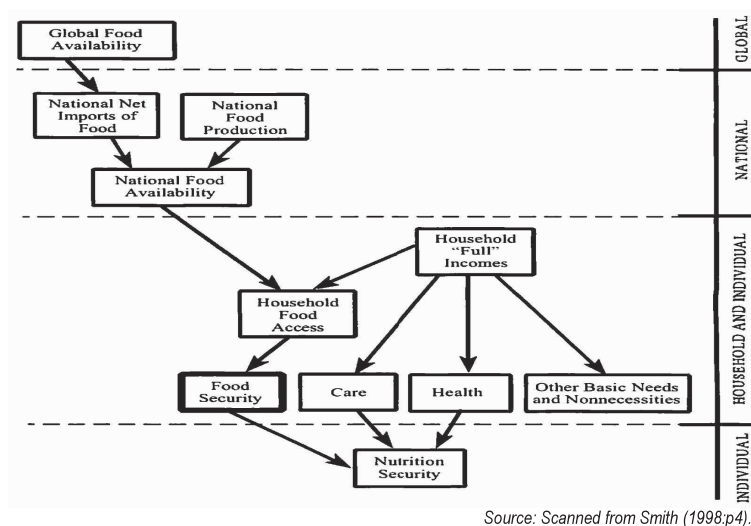 Global Food
Availability
GLOBAL
National Net
Imports of
Food
National
Food
Production
National Food
Availability
NATIONAL
Household
“Full”
Incomes
Household
Food
Access
Food
Security
Care
Health
Other Basic Needs
and Nonnecessities
HOUSEHOLD AND INDIVIDUAL
Nutrition
Security
INDIVIDUAL
Source: Scanned from Smith (1998:p4).